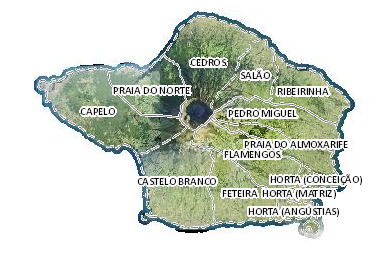 CEDROS
SALÃO
PRAIA DO NORTE
RIBEIRINHA
CAPELO
PEDRO MIGUEL
PRAIA DO ALMOXARIFE
FLAMENGOS
CASTELO BRANCO
HORTA (CONCEIÇÃO)
FETEIRA
HORTA (MATRIZ)
HORTA (ANGÚSTIAS)